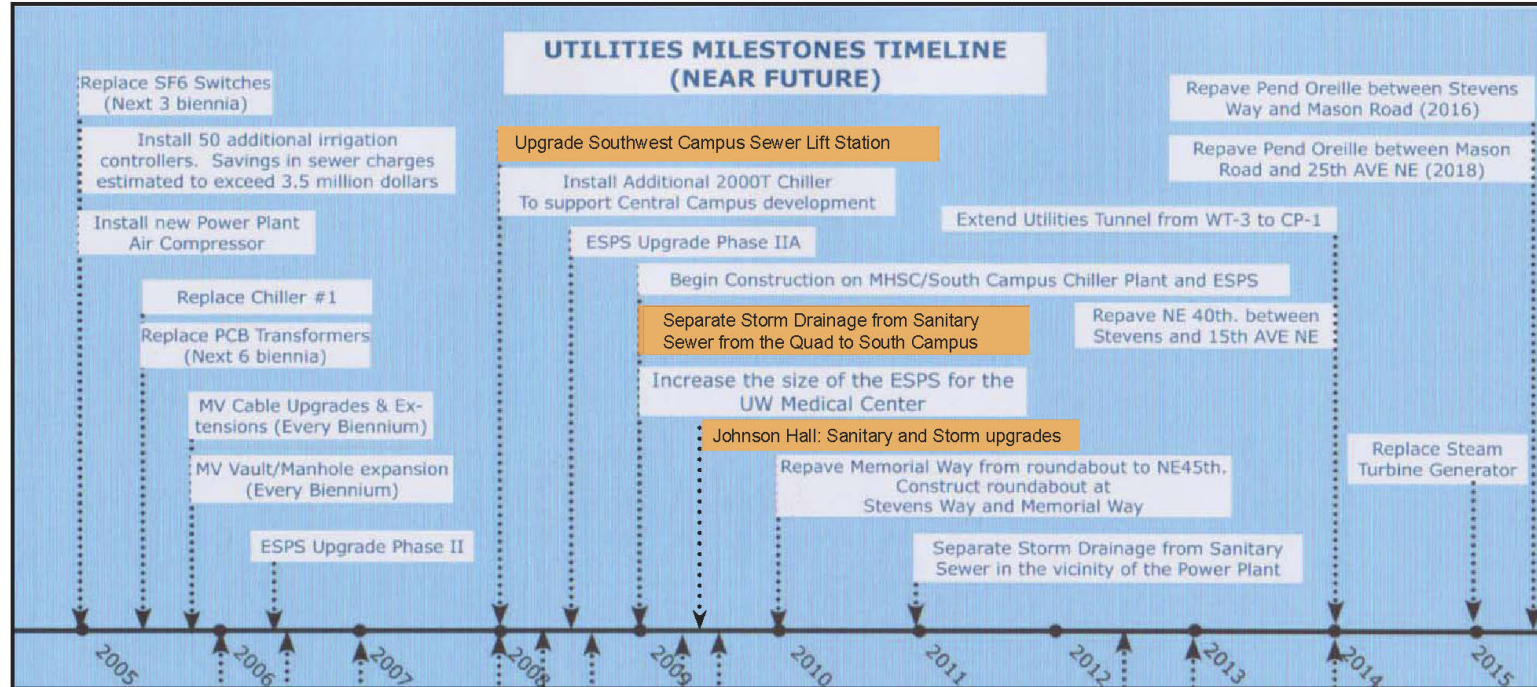 UTILITIES MILESTONES TIMELINE
(NEAR FUTURE)
Replace SF6 Switches
(Next 3 biennia)
Install 50 additional irrigation
controllers. Savings in sewer charges
estimated to exceed 3.5 million dollars
Install new Power Plant
Air Compressor
Replace Chiller #1
Replace PCB Transformers
(Next 6 biennia)
MV Cable Upgrades & Ex-
tensions (Every Biennium)
MV Vault/Manhole expansion
(Every Biennium)
ESPS Upgrade Phase II
Upgrade Southwest Campus Sewer Lift Station
Install Additional 2000T Chiller
To support Central Campus development
ESPS Upgrade Phase IIA
Begin Construction on MHSC/South Campus Chiller Plant and ESPS
Separate Storm Drainage from Sanitary
Sewer from the Quad to South Campus
Increase the size of the ESPS for the
UW Medical Center
Johnson Hall: Sanitary and Storm upgrades
Repave Memorial Way from roundabout to NE45th.
Construct roundabout at
Stevens Way and Memorial Way
Separate Storm Drainage from Sanitary
Sewer in the vicinity of the Power Plant
Repave Pend Oreille between Stevens
Way and Mason Road (2016)
Repave Pend Oreille between Mason
Road and 25th AVE NE (2018)
Extend Utilities Tunnel from WT-3 to CP-1
Repave NE 40th. between
Stevens and 15th AVE NE
Replace Steam
Turbine Generator
2005
2006
2007
2008
2009
2010
2011
2012
2013
2014
2015